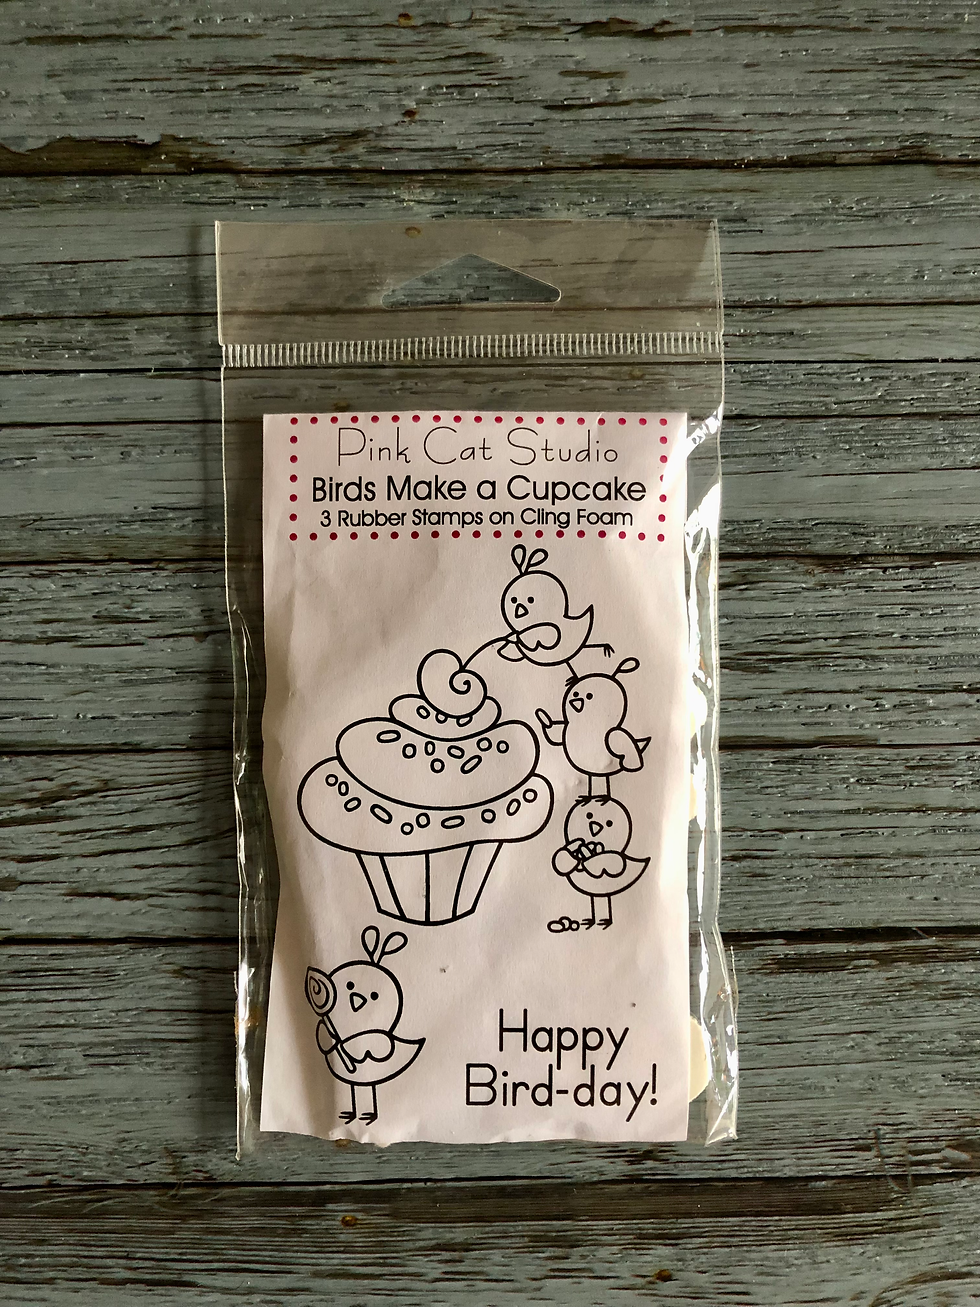 Pink Cat Studio
Birds Make a Cupcake
3 Rubber Stamps on Cling Foam
Happy
Bird-day!